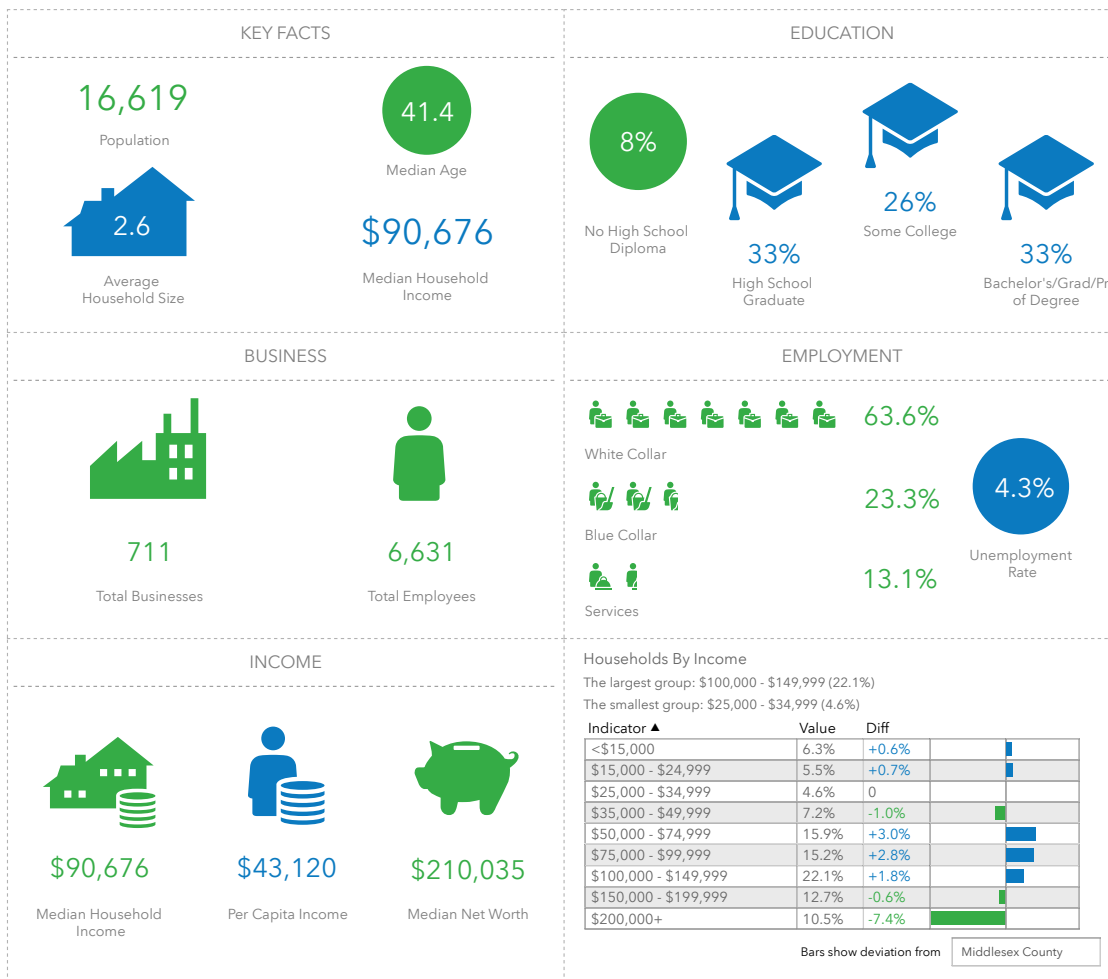 KEY FACTS
16,619
Population
41.4
Median Age
2.6
Average
Household Size
$90,676
Median Household
Income
EDUCATION
8%
No High School
Diploma
33%
High School
Graduate
26%
Some College
33%
Bachelor's/Grad/Pr
of Degree
BUSINESS
711
Total Businesses
6,631
Total Employees
EMPLOYMENT
63.6%
White Collar
23.3%
Blue Collar
13.1%
Services
4.3%
Unemployment
Rate
INCOME
$90,676
Median Household
Income
$43,120
Per Capita Income
$210,035
Median Net Worth
Households By Income
The largest group: $100,000 - $149,999 (22.1%)
The smallest group: $25,000 - $34,999 (4.6%)
Indicator ▲ Value Diff
<$15,000 6.3% +0.6%
$15,000 - $24,999 5.5% +0.7%
$25,000 - $34,999 4.6% 0
$35,000 - $49,999 7.2% -1.0%
$50,000 - $74,999 15.9% +3.0%
$75,000 - $99,999 15.2% +2.8%
$100,000 - $149,999 22.1% +1.8%
$150,000 - $199,999 12.7% -0.6%
$200,000+ 10.5% -7.4%
Bars show deviation from Middlesex County